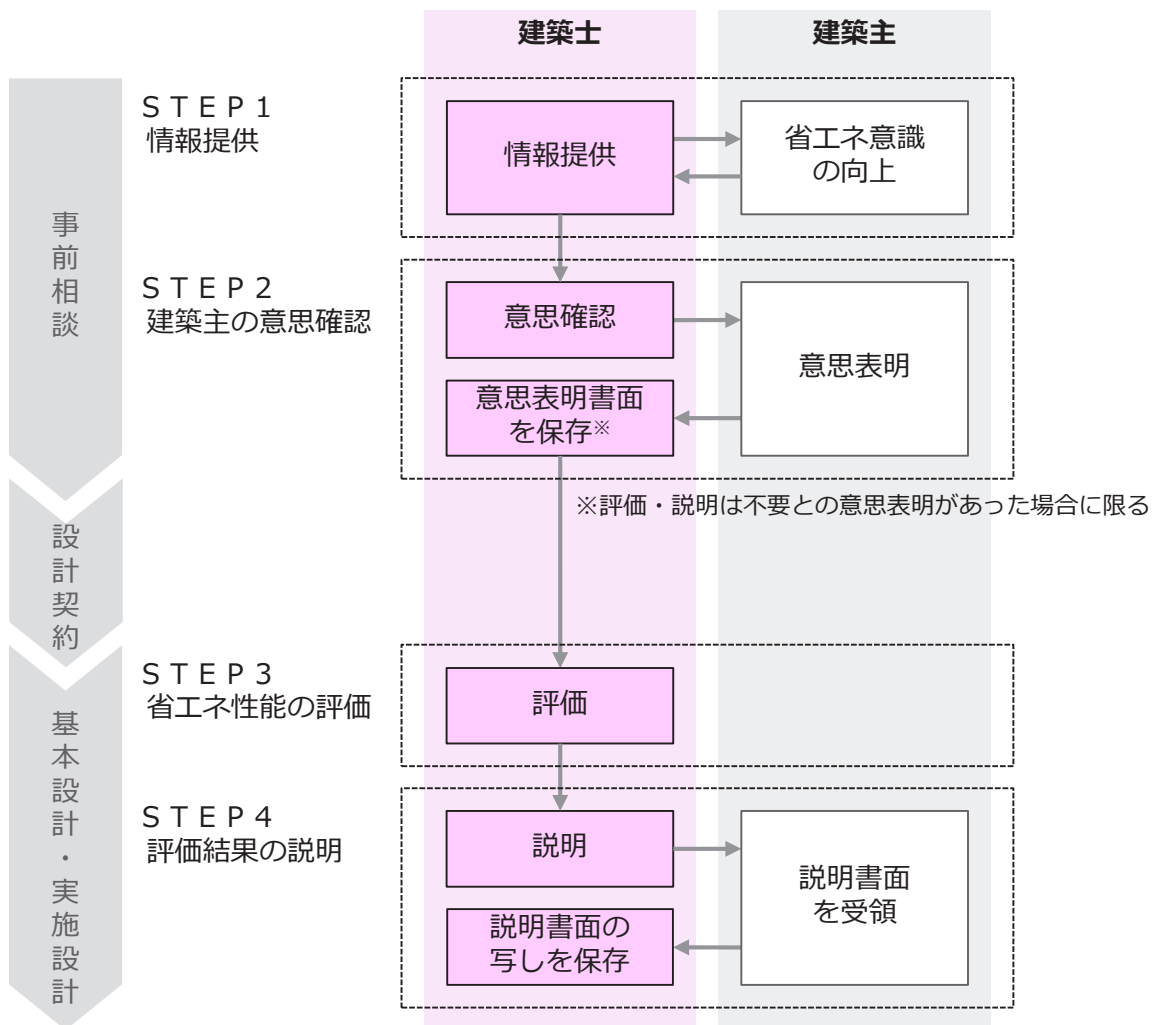 建築士
建築主
事前相談
ＳＴＥＰ１
情報提供
情報提供
省エネ意識
の向上
ＳＴＥＰ２
建築主の意思確認
意思確認
意思表明
意思表明書面
を保存※
※評価・説明は不要との意思表明があった場合に限る
設計契約
基本設計・実施設計
ＳＴＥＰ３
省エネ性能の評価
評価
ＳＴＥＰ４
評価結果の説明
説明
説明書面
を受領
説明書面の
写しを保存